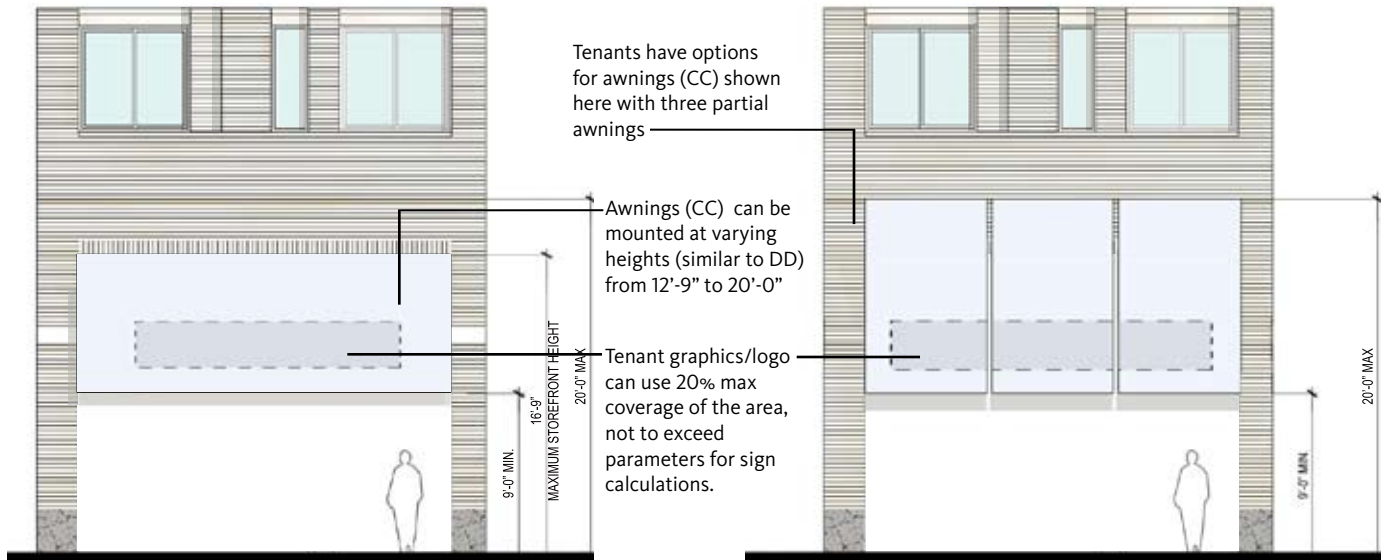 Tenants have options
for awnings (CC) shown
here with three partial
awnings
Awnings (CC) can be
mounted at varying
heights (similar to DD)
from 12'-9" to 20'-0"
Tenant graphics/logo
can use 20% max
coverage of the area,
not to exceed
parameters for sign
calculations.
9'-0" MIN.
16'-9"
MAXIMUM STOREFRONT HEIGHT
20'-0" MAX
9'-0" MIN.
20'-0" MAX